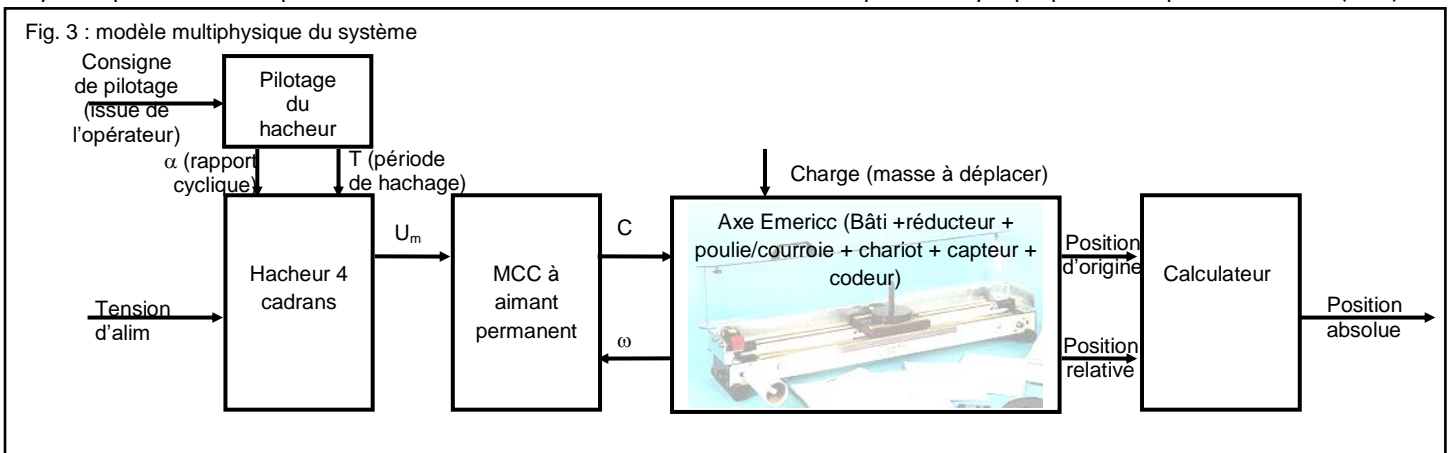 Fig. 3 : modèle multiphysique du système
Consigne
de pilotage
(issue de
l'opérateur)
Pilotage
du
hacheur
α (rapport
cyclique)
T (période
de hachage)
Charge (masse à déplacer)
Tension
d'alim
Hacheur 4
cadrans
Um
MCC à
aimant
permanent
C
ω
Axe Emericc (Bâti +réducteur +
poulie/courroie + chariot + capteur +
codeur)
Position
d'origine
Position
relative
Calculateur
Position
absolue